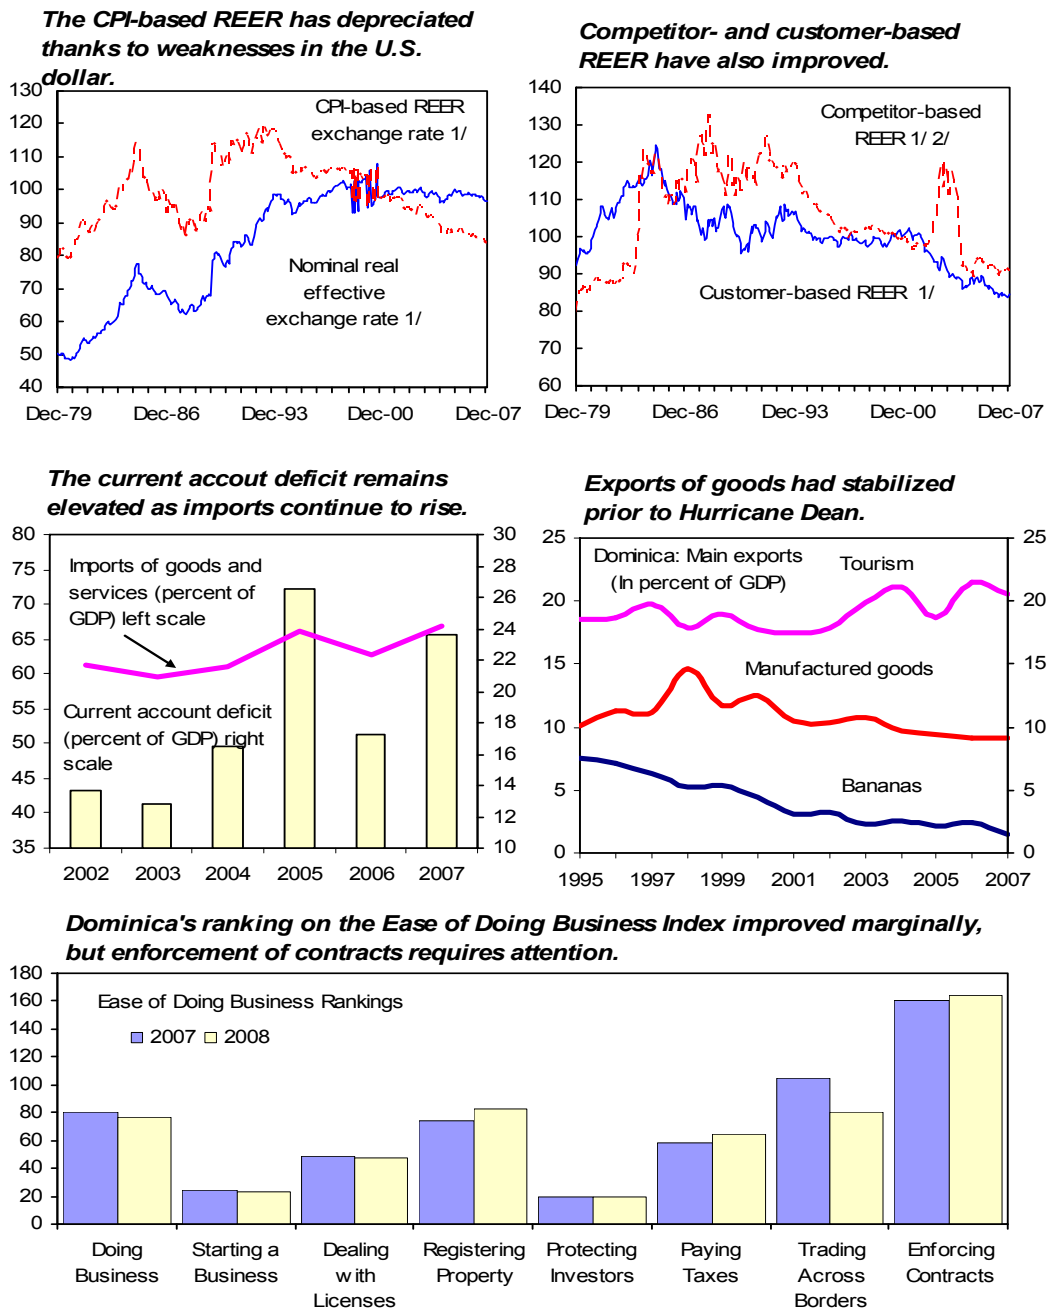 The CPI-based REER has depreciated
thanks to weaknesses in the U.S.
dollar.
130
120
110
100
90
80
70
60
50
40
CPI-based REER
exchange rate 1/
Nominal real
effective
exchange rate 1/
Dec-79 Dec-86 Dec-93 Dec-00 Dec-07
Competitor- and customer-based
REER have also improved.
140
130
120
110
100
90
80
70
60
Competitor-based
REER 1/ 2/
Customer-based REER 1/
Dec-79 Dec-86 Dec-93 Dec-00 Dec-07
The current accout deficit remains
elevated as imports continue to rise.
80
75
70
65
60
55
50
45
40
35
Imports of goods and
services (percent of
GDP) left scale
Current account deficit
(percent of GDP) right
scale
30
28
26
24
22
20
18
16
14
12
10
2002 2003 2004 2005 2006 2007
Exports of goods had stabilized
prior to Hurricane Dean.
25
20
15
10
5
0
Dominica: Main exports
(In percent of GDP)
Tourism
Manufactured goods
Bananas
25
20
15
10
5
0
1995 1997 1999 2001 2003 2005 2007
Dominica's ranking on the Ease of Doing Business Index improved marginally,
but enforcement of contracts requires attention.
180
160
140
120
100
80
60
40
20
0
Ease of Doing Business Rankings
2007 2008
Doing
Business
Starting a
Business
Dealing
with
Licenses
Registering
Property
Protecting
Investors
Paying
Taxes
Trading
Across
Borders
Enforcing
Contracts